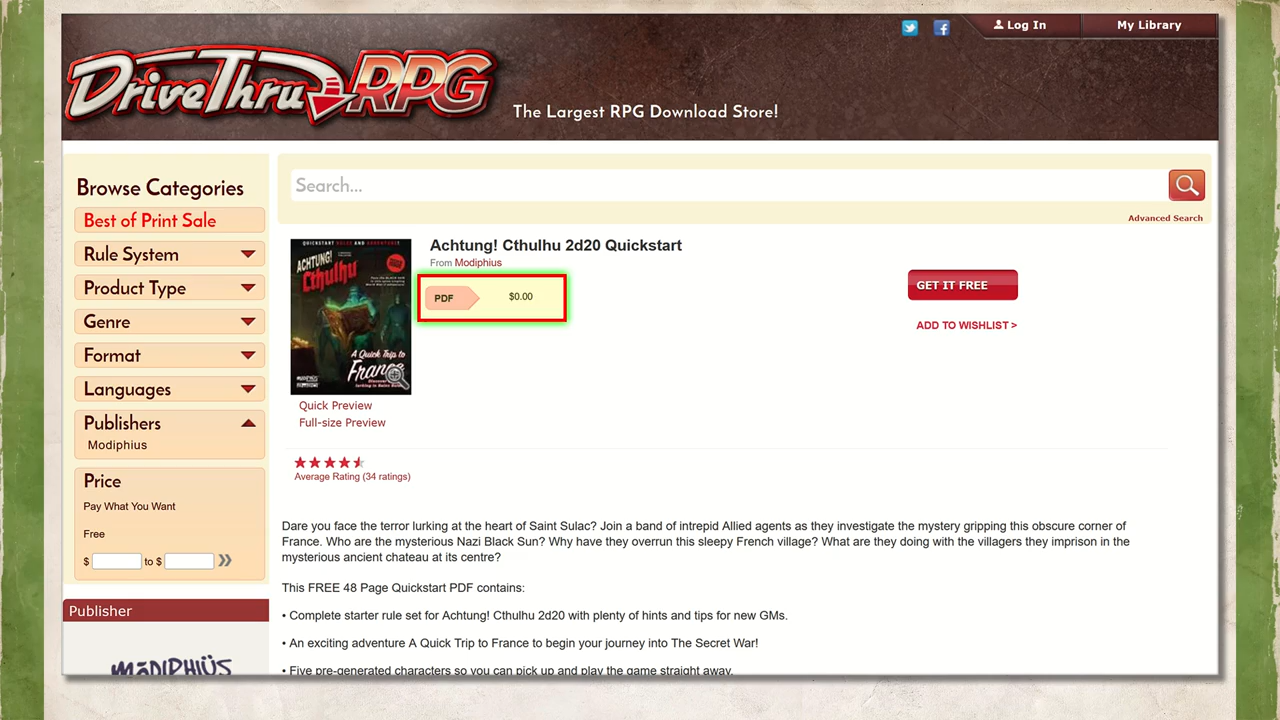 DriveThruRPG
The Largest RPG Download Store!
Log In
My Library
Browse Categories
Best of Print Sale
Rule System
Product Type
Genre
Format
Languages
Publishers
Modiphius
Price
Pay What You Want
Free
$ to $ »
Publisher
MODIPHIÜS
Search...
Advanced Search
QUICKSTART RULES AND ADVENTURE!
ACHTUNG!
Cthulhu
A Quick Trip to
France
Quick Preview
Full-size Preview
Achtung! Cthulhu 2d20 Quickstart
From Modiphius
PDF $0.00
GET IT FREE
ADD TO WISHLIST >
Average Rating (34 ratings)
Dare you face the terror lurking at the heart of Saint Sulac? Join a band of intrepid Allied agents as they investigate the mystery gripping this obscure corner of
France. Who are the mysterious Nazi Black Sun? Why have they overrun this sleepy French village? What are they doing with the villagers they imprison in the
mysterious ancient chateau at its centre?
This FREE 48 Page Quickstart PDF contains:
• Complete starter rule set for Achtung! Cthulhu 2d20 with plenty of hints and tips for new GMs.
• An exciting adventure A Quick Trip to France to begin your journey into The Secret War!
• Five pre-generated characters so you can pick up and play the game straight away.